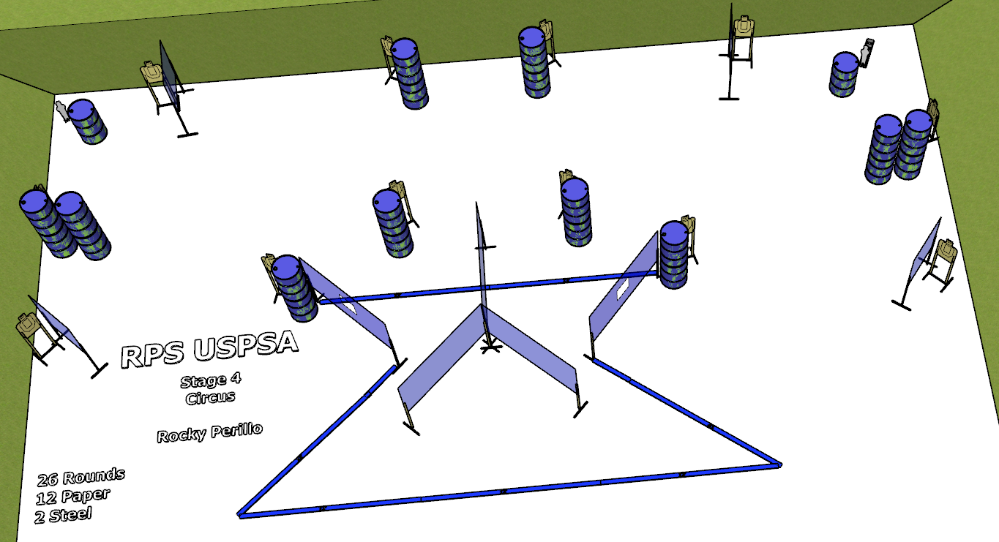 RPS USPSA
Stage 4
Circus
Rocky Perillo
26 Rounds
12 Paper
2 Steel